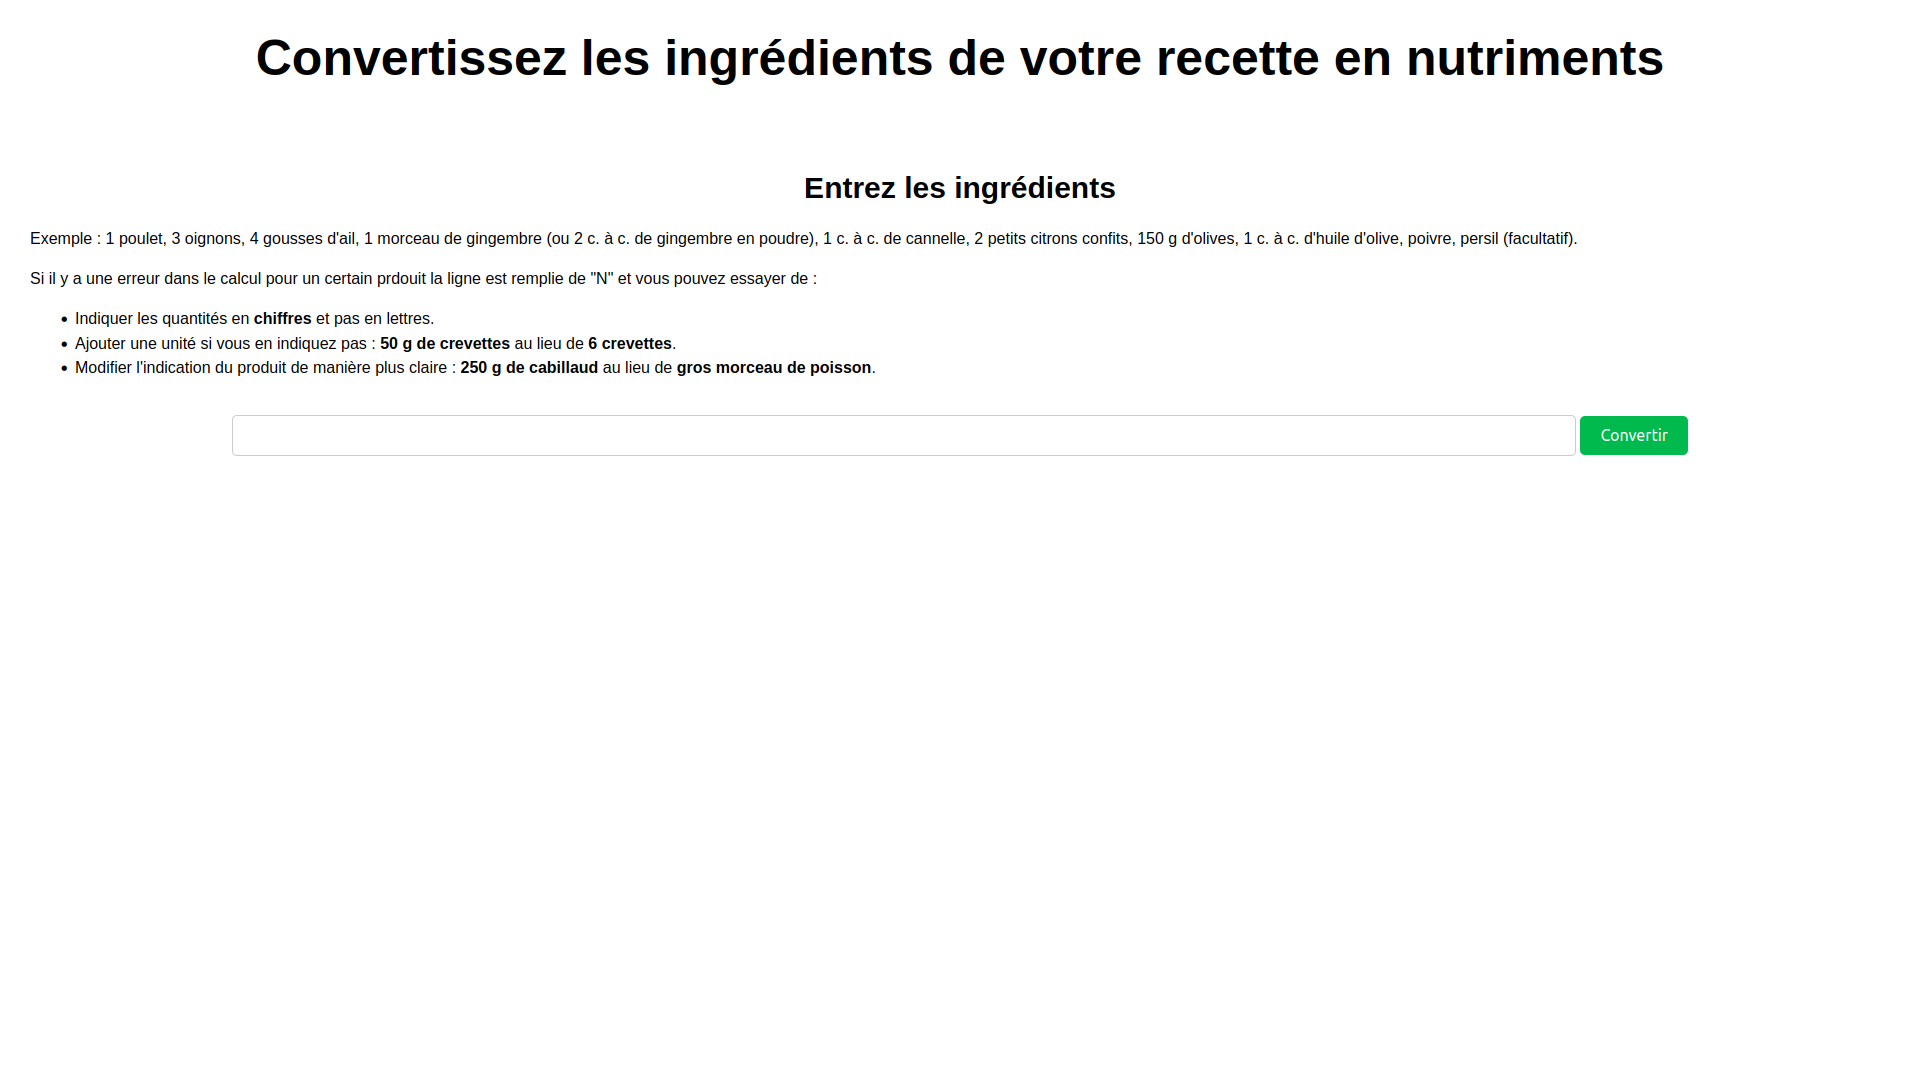 Convertissez les ingrédients de votre recette en nutriments
Entrez les ingrédients
Exemple : 1 poulet, 3 oignons, 4 gousses d'ail, 1 morceau de gingembre (ou 2 c. à c. de gingembre en poudre), 1 c. à c. de cannelle, 2 petits citrons confits, 150 g d'olives, 1 c. à c. d'huile d'olive, poivre, persil (facultatif).
Si il y a une erreur dans le calcul pour un certain prdouit la ligne est remplie de "N" et vous pouvez essayer de :
• Indiquer les quantités en chiffres et pas en lettres.
• Ajouter une unité si vous en indiquez pas : 50 g de crevettes au lieu de 6 crevettes.
• Modifier l'indication du produit de manière plus claire : 250 g de cabillaud au lieu de gros morceau de poisson.
Convertir